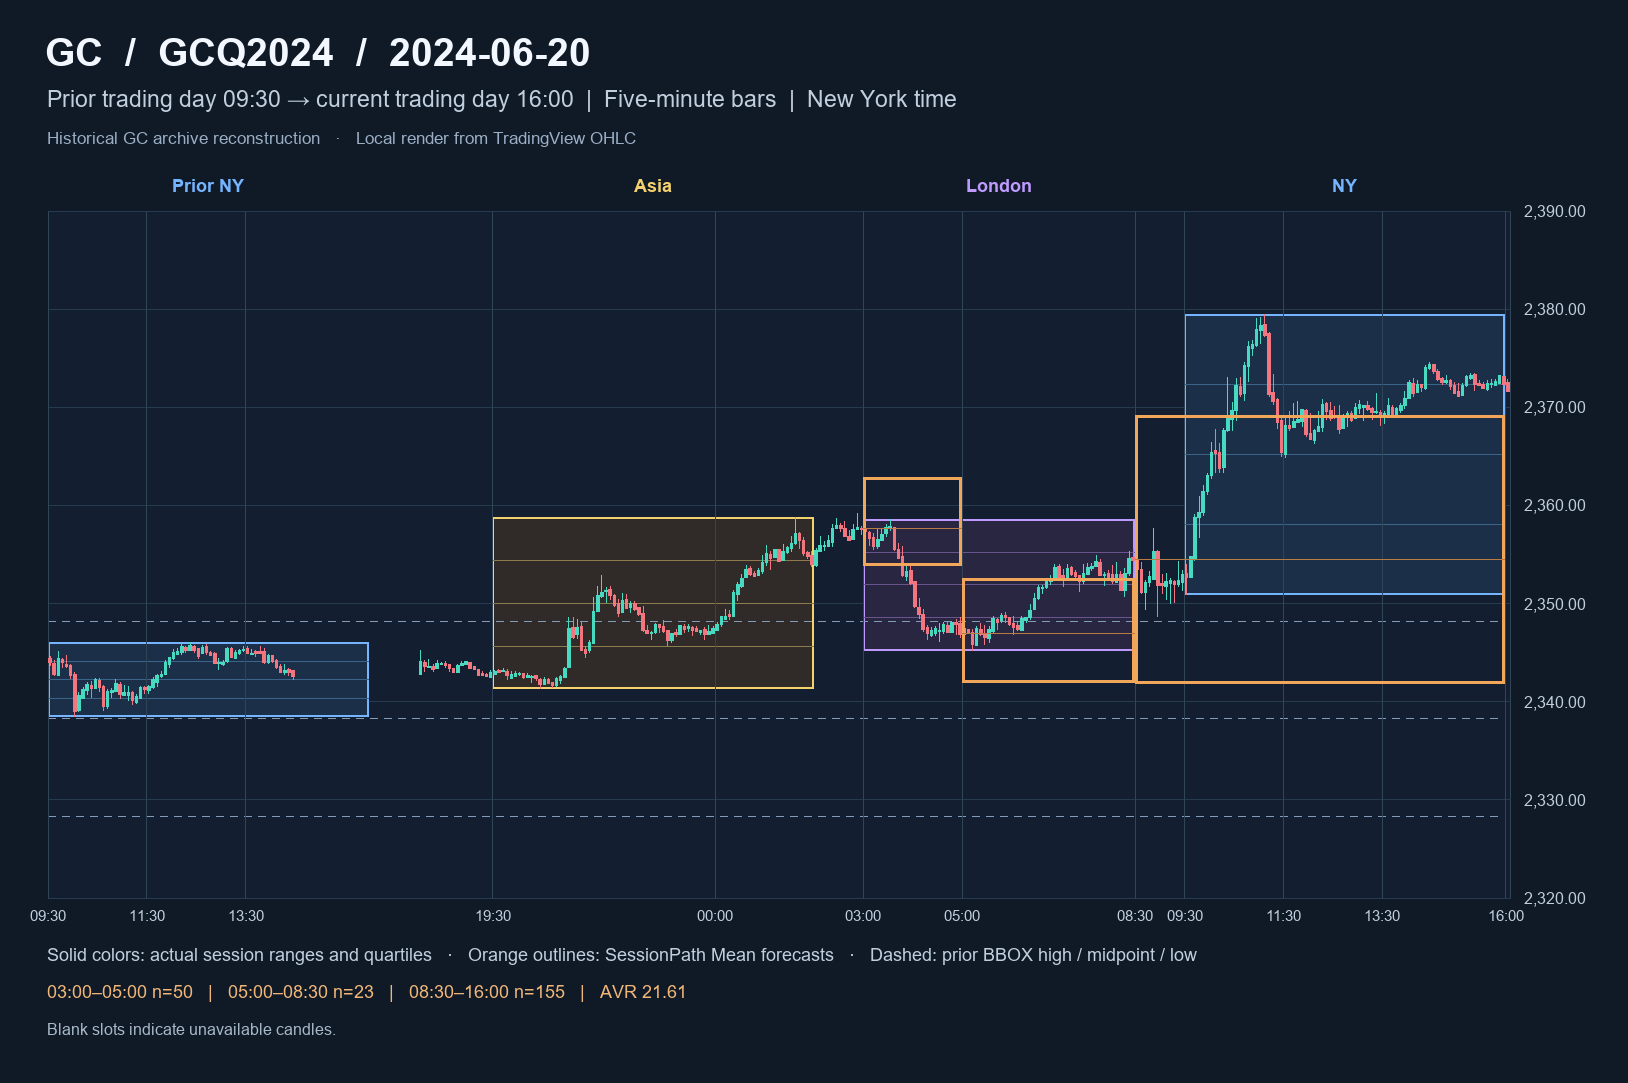 GC / GCQ2024 / 2024-06-20
Prior trading day 09:30 → current trading day 16:00 | Five-minute bars | New York time
Historical GC archive reconstruction · Local render from TradingView OHLC
Prior NY Asia London NY
2,390.00
2,380.00
2,370.00
2,360.00
2,350.00
2,340.00
2,330.00
2,320.00
09:30 11:30 13:30 19:30 00:00 03:00 05:00 08:30 09:30 11:30 13:30 16:00
Solid colors: actual session ranges and quartiles · Orange outlines: SessionPath Mean forecasts · Dashed: prior BBOX high / midpoint / low
03:00–05:00 n=50 | 05:00–08:30 n=23 | 08:30–16:00 n=155 | AVR 21.61
Blank slots indicate unavailable candles.